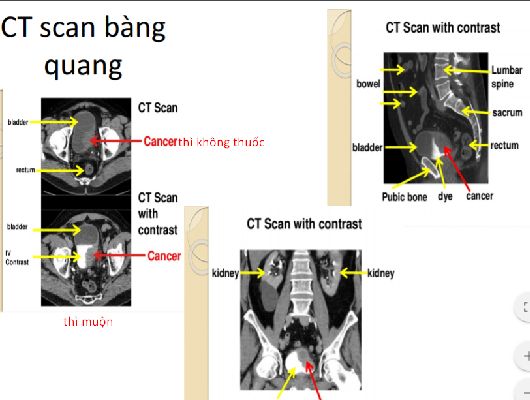 CT scan bàng
quang
CT Scan
bladder
Cancer thì không thuốc
rectum
CT Scan
with
contrast
bladder
IV
Contrast
Cancer
thì muộn
CT Scan with contrast
bowel
Lumbar
spine
sacrum
bladder
rectum
Pubic bone dye cancer
CT Scan with contrast
kidney kidney